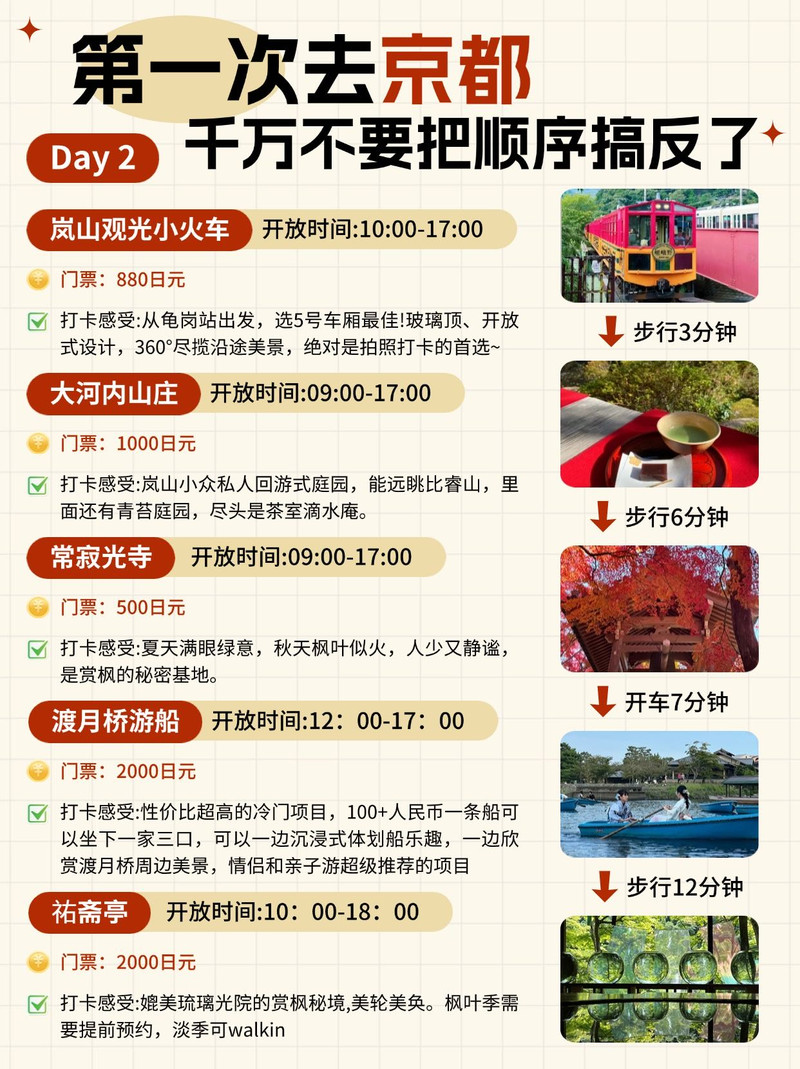 第一次去京都
千万不要把顺序搞反了
Day 2
岚山观光小火车 开放时间:10:00-17:00
门票：880日元
打卡感受:从龟岗站出发，选5号车厢最佳!玻璃顶、开放
式设计，360°尽揽沿途美景，绝对是拍照打卡的首选~
步行3分钟
大河内山庄 开放时间:09:00-17:00
门票：1000日元
打卡感受:岚山小众私人回游式庭园，能远眺比睿山，里
面还有青苔庭园，尽头是茶室滴水庵。
步行6分钟
常寂光寺 开放时间:09:00-17:00
门票：500日元
打卡感受:夏天满眼绿意，秋天枫叶似火，人少又静谧，
是赏枫的秘密基地。
开车7分钟
渡月桥游船 开放时间:12：00-17：00
门票：2000日元
打卡感受:性价比超高的冷门项目，100+人民币一条船可
以坐下一家三口，可以一边沉浸式体划船乐趣，一边欣
赏渡月桥周边美景，情侣和亲子游超级推荐的项目
步行12分钟
祐斋亭 开放时间:10：00-18：00
门票：2000日元
打卡感受:媲美琉璃光院的赏枫秘境,美轮美奂。枫叶季需
要提前预约，淡季可walkin